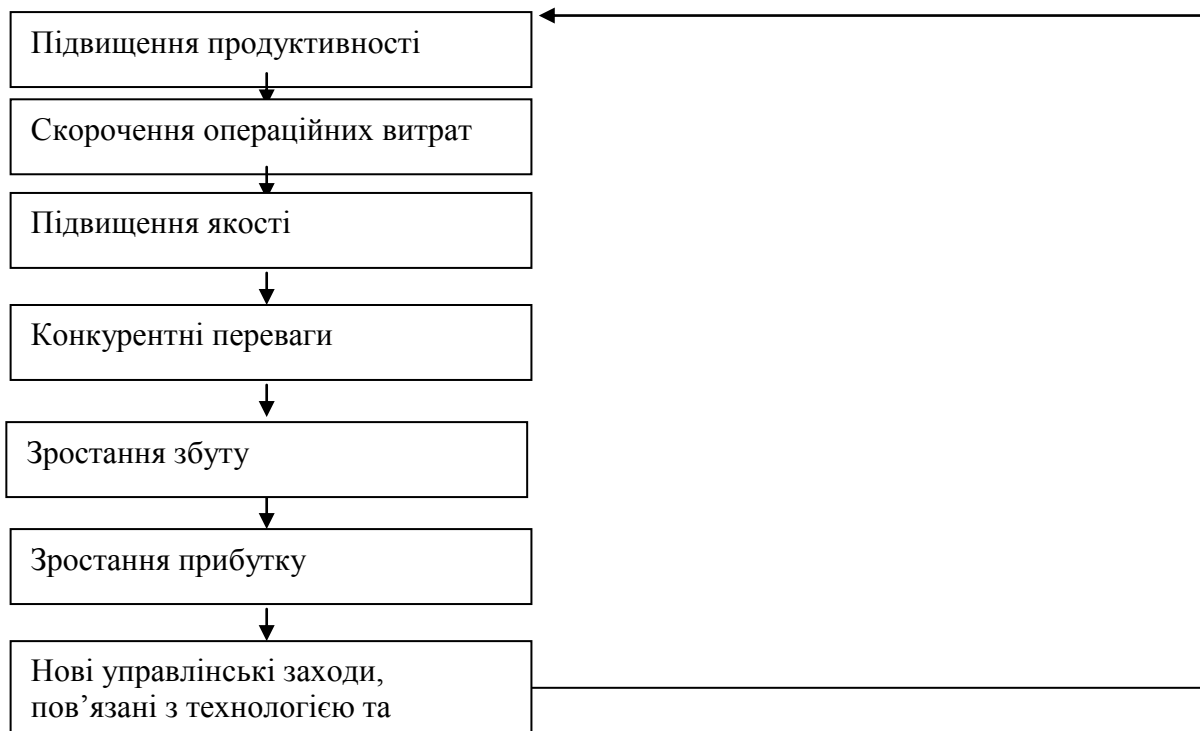 Підвищення продуктивності
Скорочення операційних витрат
Підвищення якості
Конкурентні переваги
Зростання збуту
Зростання прибутку
Нові управлінські заходи,
пов’язані з технологією та